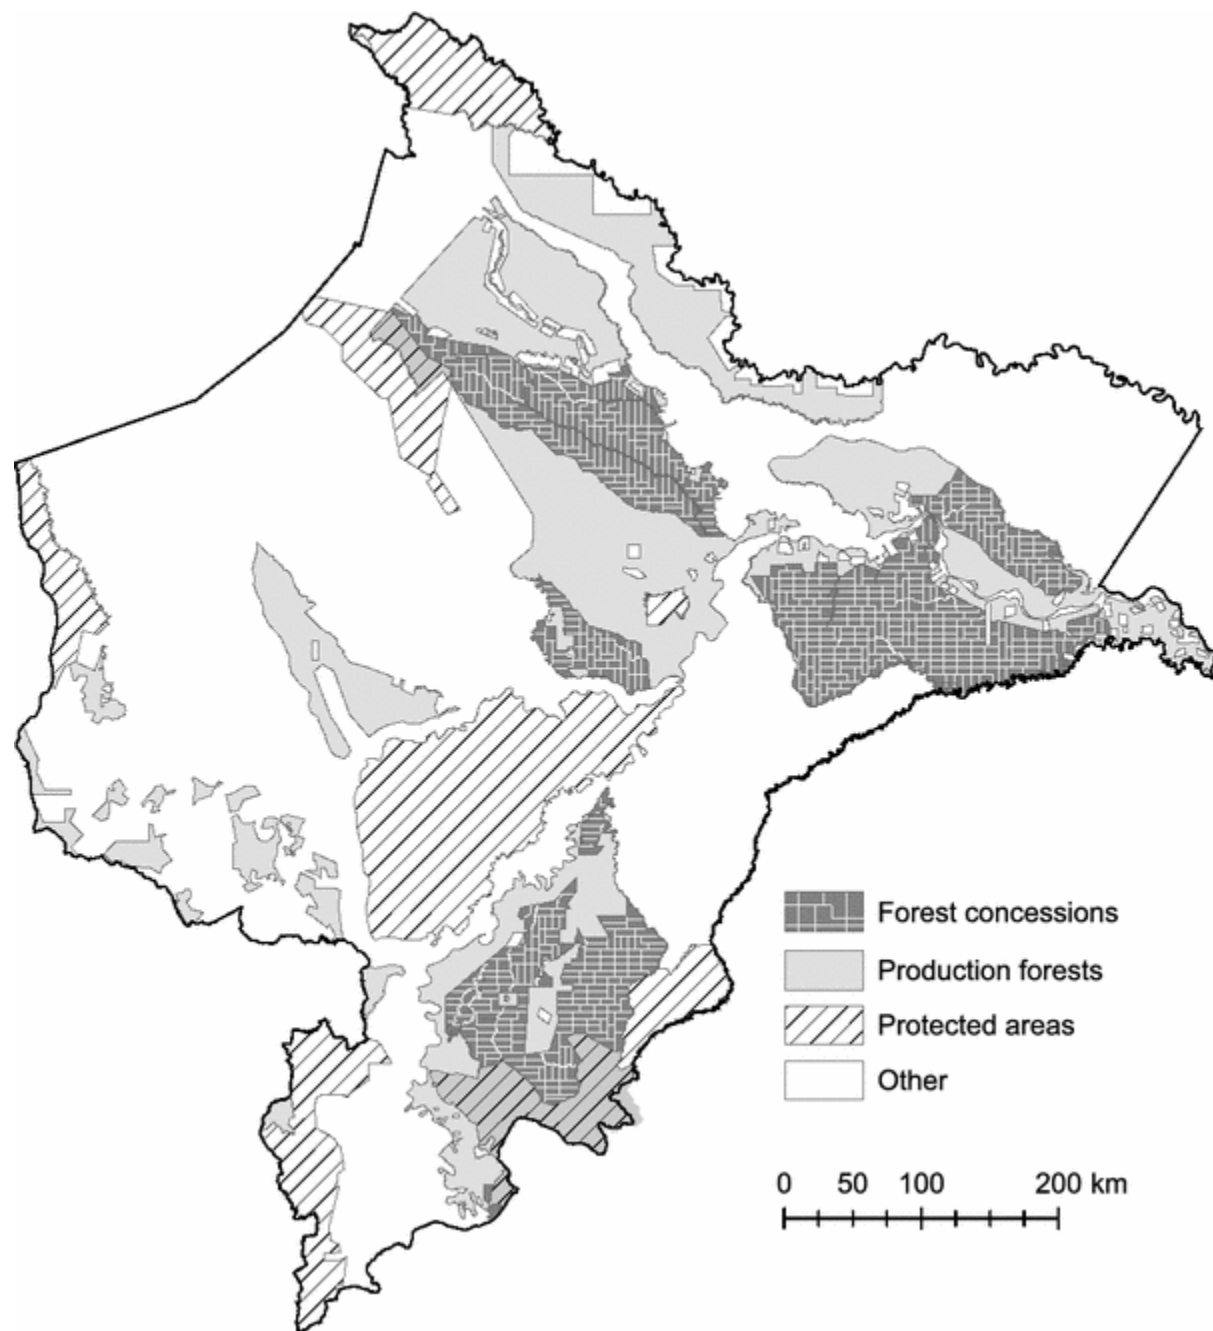 Forest concessions
Production forests
Protected areas
Other
0 50 100 200 km